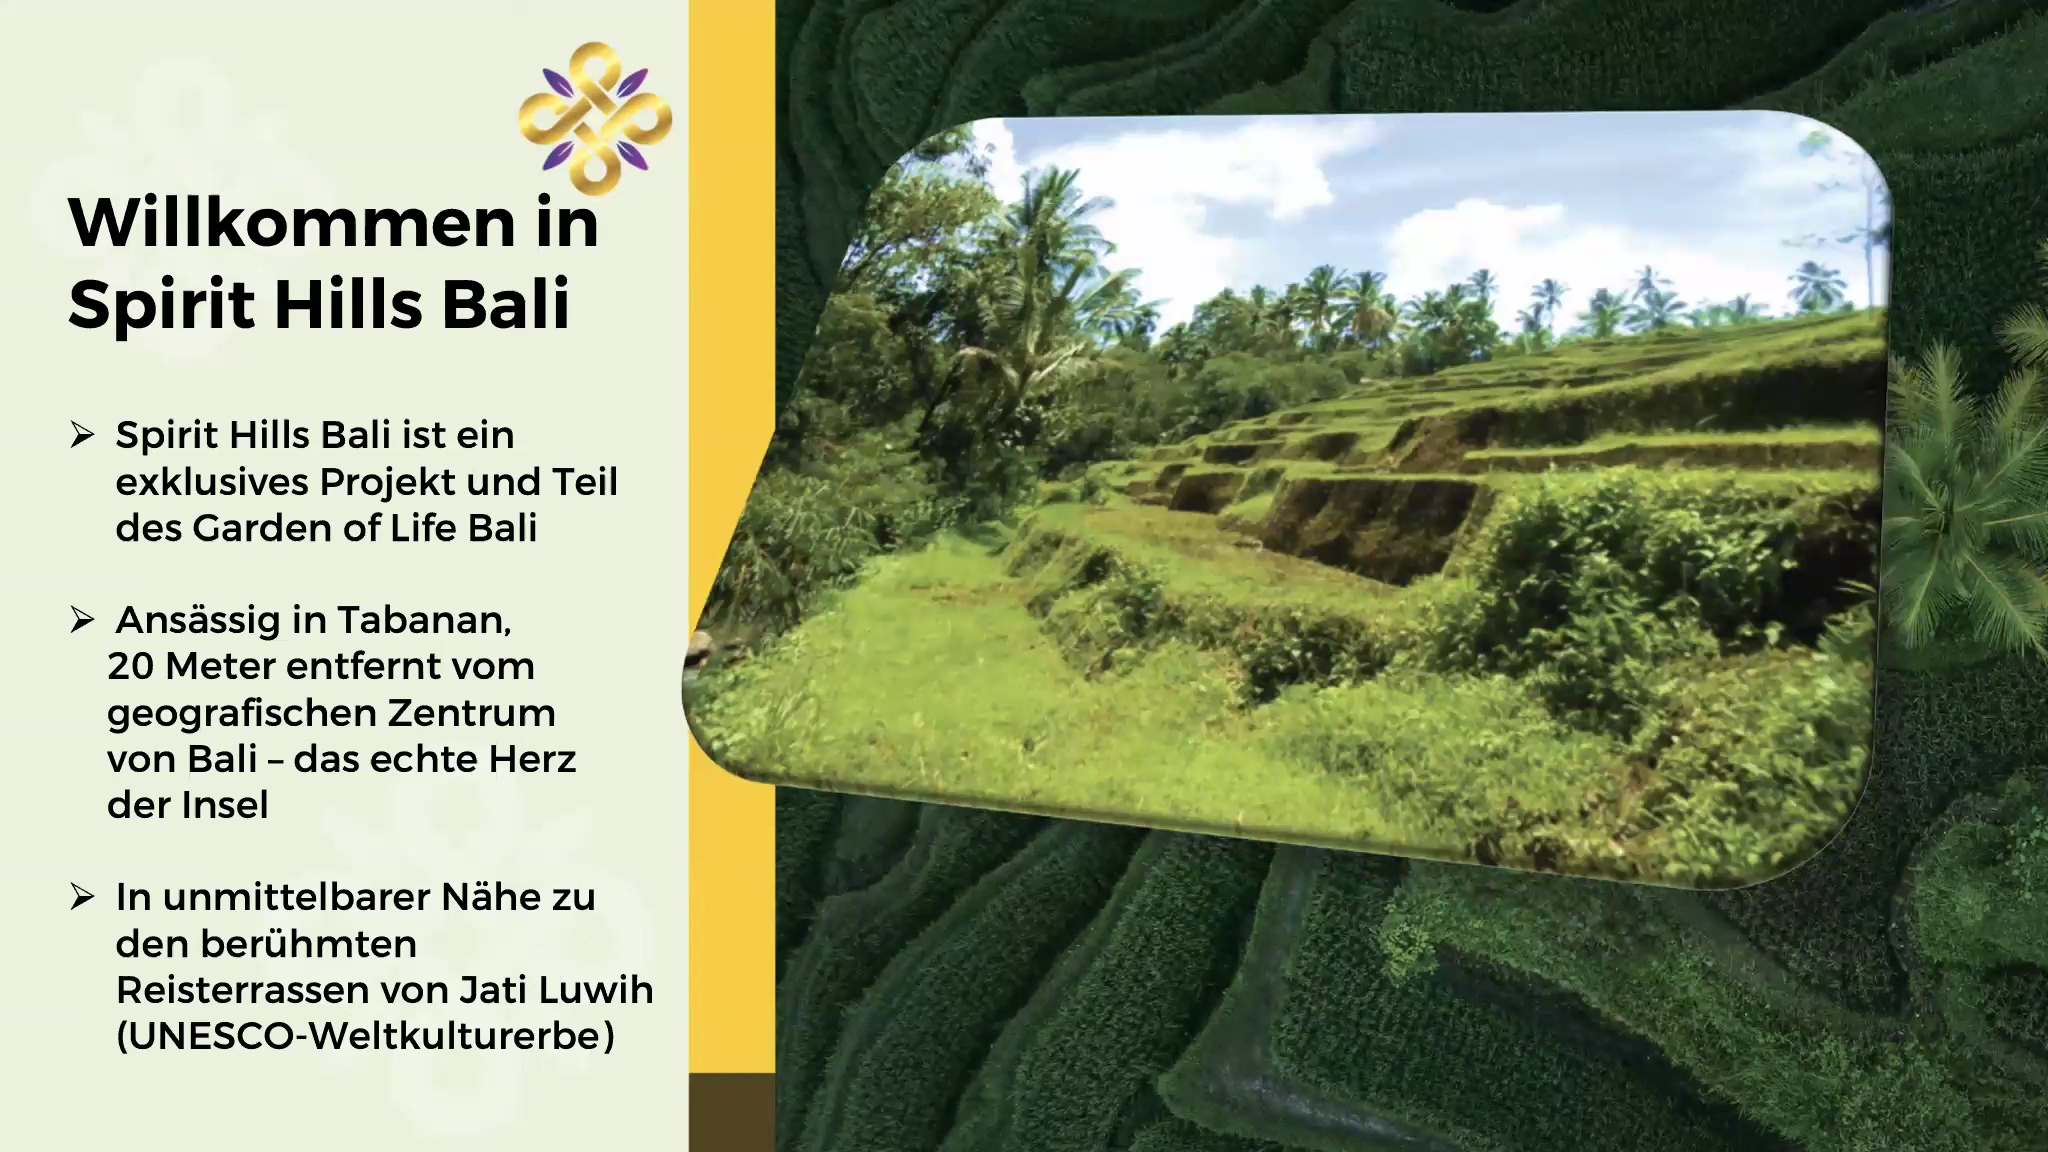 Willkommen in
Spirit Hills Bali
➢ Spirit Hills Bali ist ein
exklusives Projekt und Teil
des Garden of Life Bali
➢ Ansässig in Tabanan,
20 Meter entfernt vom
geografischen Zentrum
von Bali – das echte Herz
der Insel
➢ In unmittelbarer Nähe zu
den berühmten
Reisterrassen von Jati Luwih
(UNESCO-Weltkulturerbe)